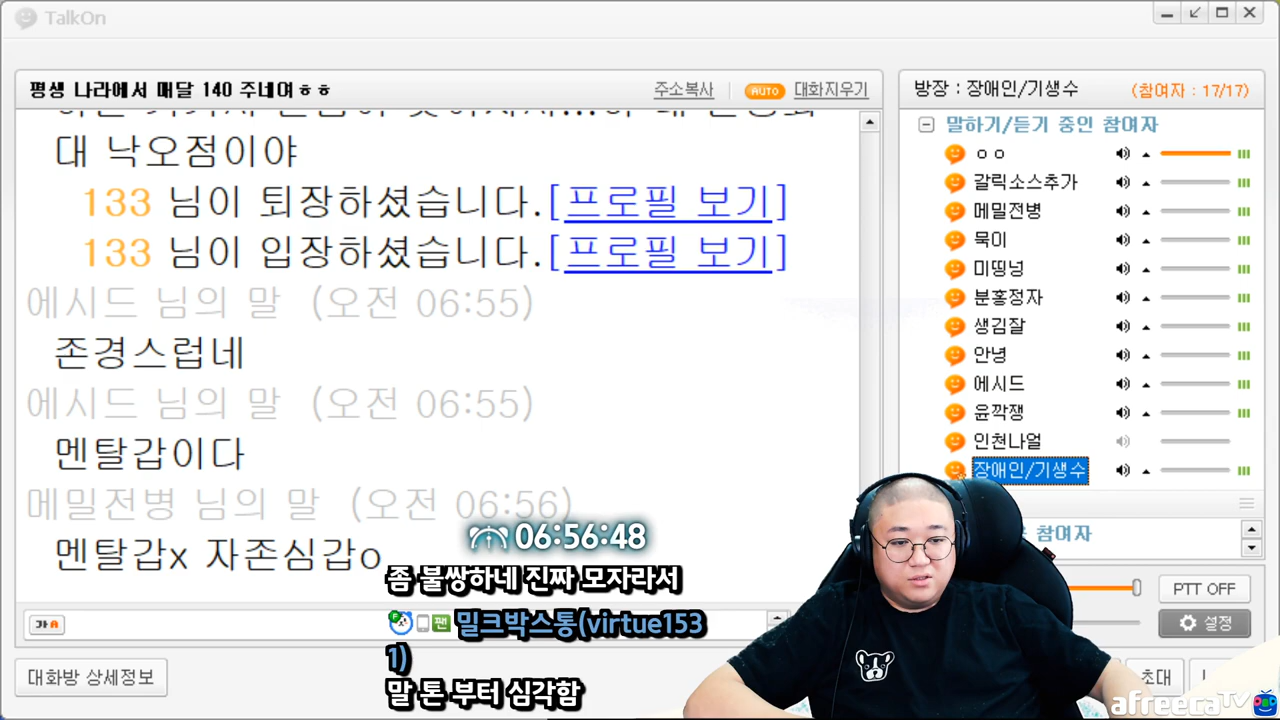 TalkOn
평생 나라에서 매달 140 주네여ㅎㅎ
주소복사
AUTO
대화지우기
대 낙오점이야
133 님이 퇴장하셨습니다.[프로필 보기]
133 님이 입장하셨습니다.[프로필 보기]
에시드 님의 말 (오전 06:55)
존경스럽네
에시드 님의 말 (오전 06:55)
멘탈갑이다
메밀전병 님의 말 (오전 06:56)
멘탈갑x 자존심갑o
06:56:48
좀 불쌍하네 진짜 모자라서
팬 밀크박스통(virtue153
1)
말 톤 부터 심각함
가A
대화방 상세정보
방장 : 장애인/기생수
(참여자 : 17/17)
말하기/듣기 중인 참여자
ㅇㅇ
갈릭소스추가
메밀전병
묵이
미띵넝
분홍정자
생김잘
안녕
에시드
윤깍쟁
인천나얼
장애인/기생수
참여자
PTT OFF
설정
초대
afreecaTV